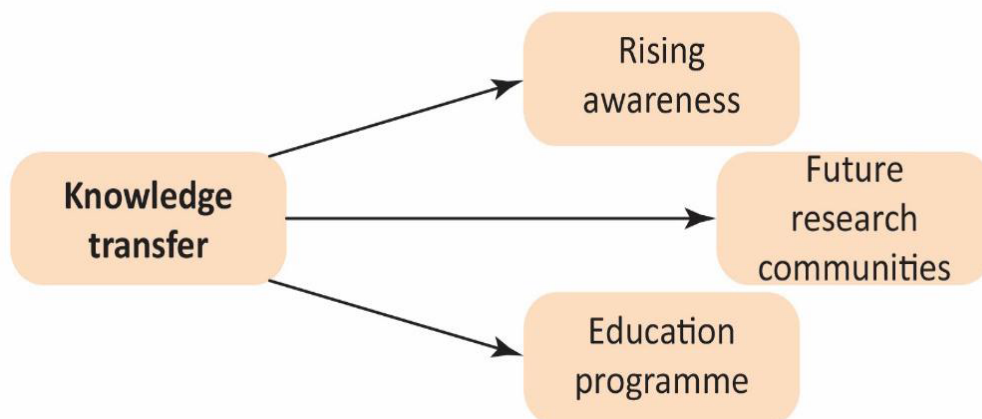 Rising
awareness
Knowledge
transfer
Future
research
communities
Education
programme